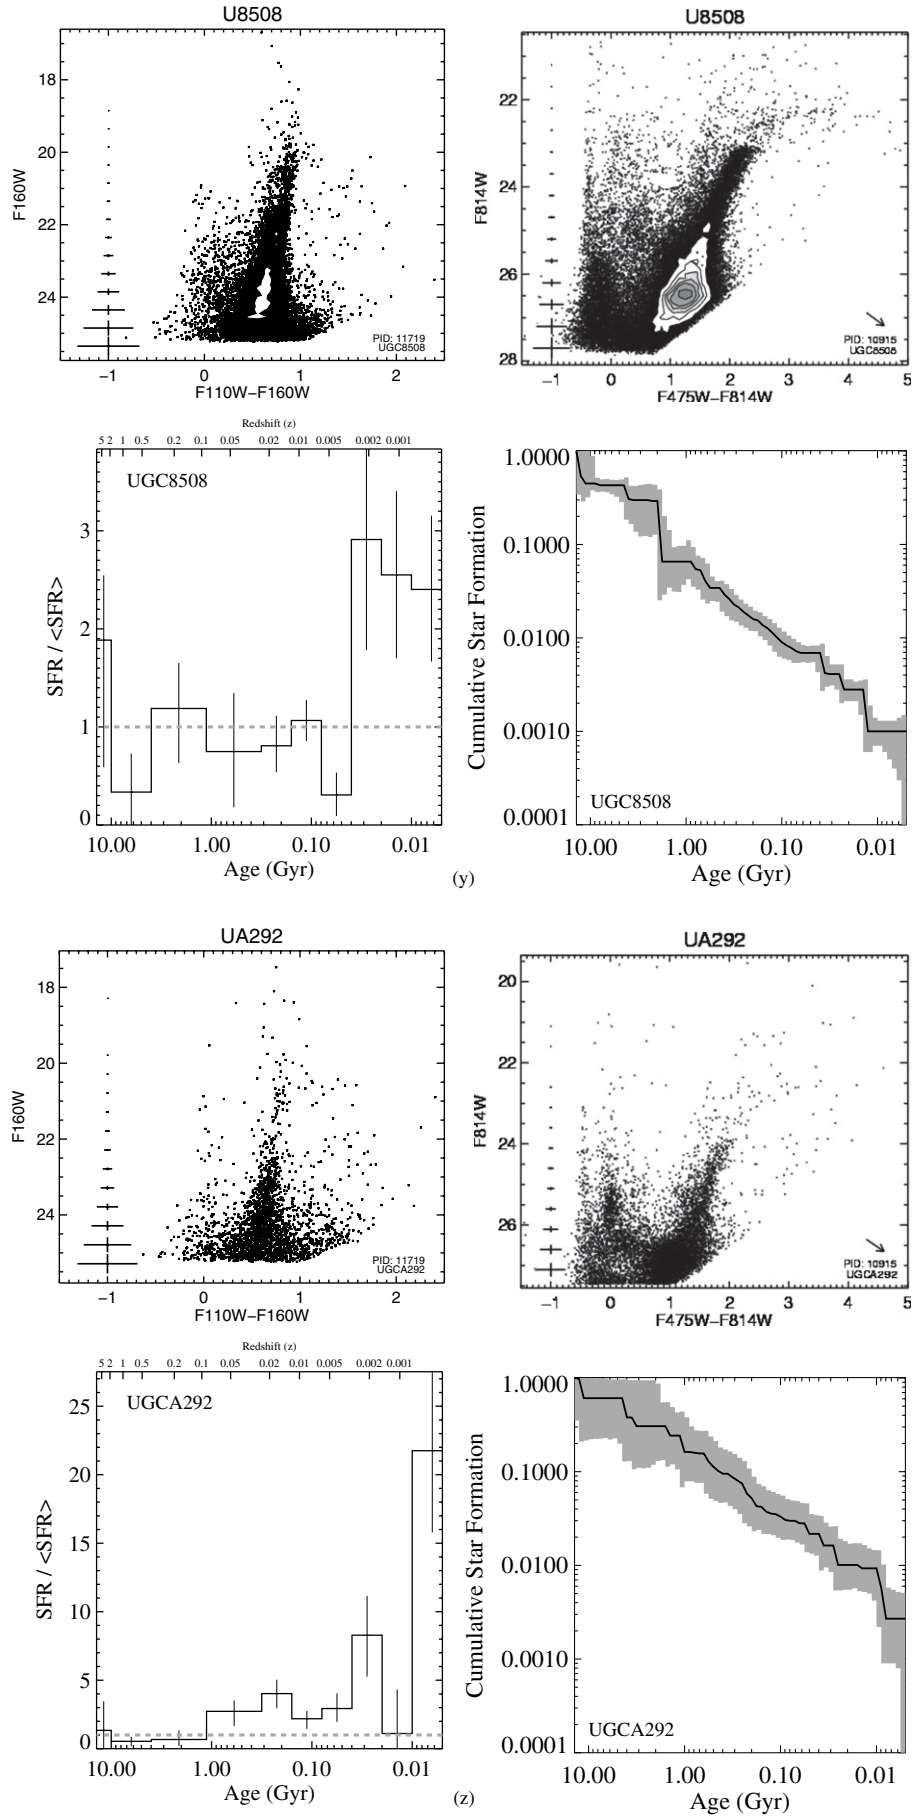 U8508
F160W
18
20
22
24
PID: 11719
UGC8508
−1 0 1 2
F110W−F160W
U8508
F814W
22
24
26
28
PID: 10915
UGC8508
−1 0 1 2 3 4 5
F475W−F814W
Redshift (z)
5 2 1 0.5 0.2 0.1 0.05 0.02 0.01 0.005 0.002 0.001
UGC8508
SFR / <SFR>
3
2
1
0
10.00 1.00 0.10 0.01
Age (Gyr)
Cumulative Star Formation
1.0000
0.1000
0.0100
0.0010
0.0001
UGC8508
10.00 1.00 0.10 0.01
Age (Gyr)
(y)
UA292
F160W
18
20
22
24
PID: 11719
UGCA292
−1 0 1 2
F110W−F160W
UA292
F814W
20
22
24
26
PID: 10915
UGCA292
−1 0 1 2 3 4 5
F475W−F814W
Redshift (z)
5 2 1 0.5 0.2 0.1 0.05 0.02 0.01 0.005 0.002 0.001
UGCA292
SFR / <SFR>
25
20
15
10
5
0
10.00 1.00 0.10 0.01
Age (Gyr)
Cumulative Star Formation
1.0000
0.1000
0.0100
0.0010
0.0001
UGCA292
10.00 1.00 0.10 0.01
Age (Gyr)
(z)